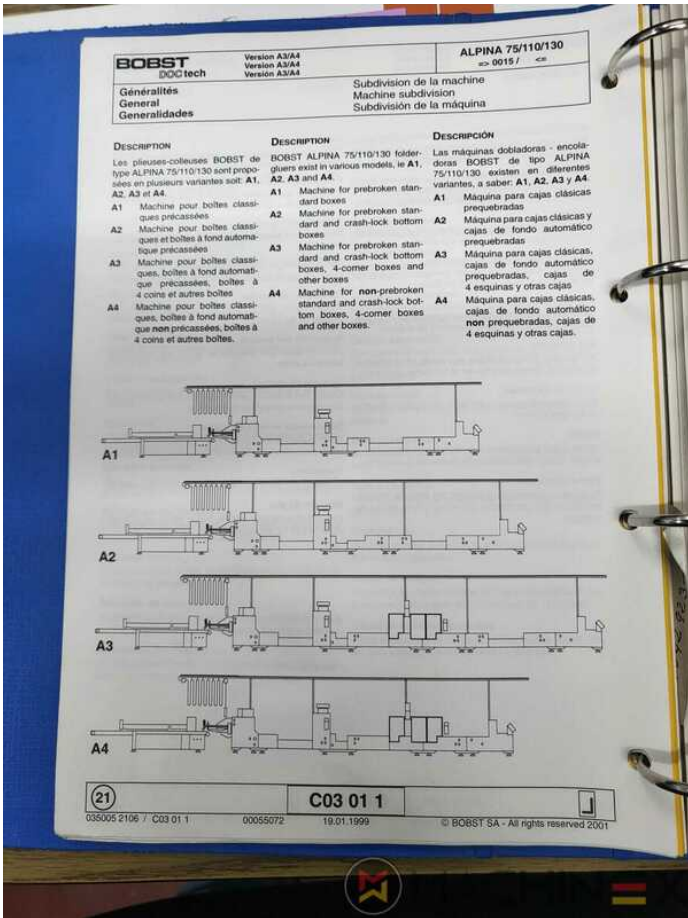 BOBST
DOCtech
Version A3/A4
Version A3/A4
Versión A3/A4
ALPINA 75/110/130
=> 0015 / <=
Généralités
General
Generalidades
Subdivision de la machine
Machine subdivision
Subdivisión de la máquina
DESCRIPTION
Les plieuses-colleuses BOBST de
type ALPINA 75/110/130 sont propo-
sées en plusieurs variantes soit: A1,
A2, A3 et A4.
A1 Machine pour boîtes classi-
ques précassées
A2 Machine pour boîtes classi-
ques et boîtes à fond automa-
tique précassées
A3 Machine pour boîtes classi-
ques, boîtes à fond automati-
que précassées, boîtes à
4 coins et autres boîtes
A4 Machine pour boîtes classi-
ques, boîtes à fond automati-
que non précassées, boîtes à
4 coins et autres boîtes.
DESCRIPTION
BOBST ALPINA 75/110/130 folder-
gluers exist in various models, ie A1,
A2, A3 and A4.
A1 Machine for prebroken stan-
dard boxes
A2 Machine for prebroken stan-
dard and crash-lock bottom
boxes
A3 Machine for prebroken stan-
dard and crash-lock bottom
boxes, 4-corner boxes and
other boxes
A4 Machine for non-prebroken
standard and crash-lock bot-
tom boxes, 4-corner boxes
and other boxes.
DESCRIPCIÓN
Las máquinas dobladoras - encola-
doras BOBST de tipo ALPINA
75/110/130 existen en diferentes
variantes, a saber: A1, A2, A3 y A4.
A1 Máquina para cajas clásicas
prequebradas
A2 Máquina para cajas clásicas y
cajas de fondo automático
prequebradas
A3 Máquina para cajas clásicas,
cajas de fondo automático
prequebradas, cajas de
4 esquinas y otras cajas
A4 Máquina para cajas clásicas,
cajas de fondo automático
non prequebradas, cajas de
4 esquinas y otras cajas.
A1
A2
A3
A4
21
C03 01 1
035005 2106 / C03 01 1
00055072
19.01.1999
© BOBST SA - All rights reserved 2001